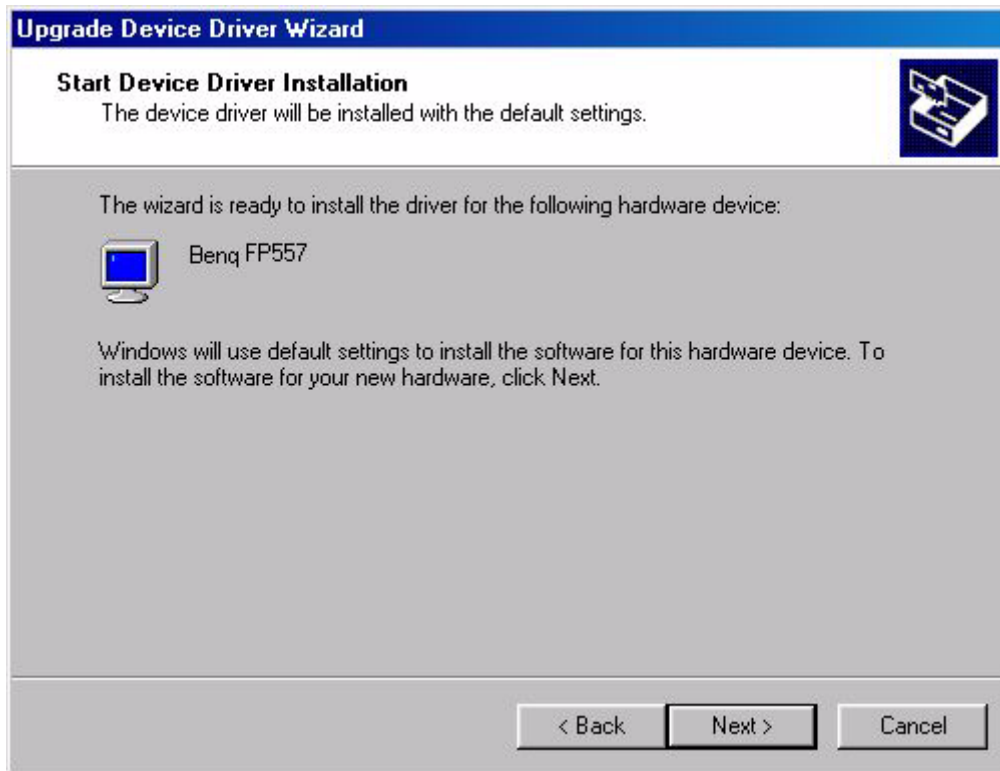 Upgrade Device Driver Wizard
Start Device Driver Installation
The device driver will be installed with the default settings.
The wizard is ready to install the driver for the following hardware device:
Benq FP557
Windows will use default settings to install the software for this hardware device. To
install the software for your new hardware, click Next.
< Back Next > Cancel